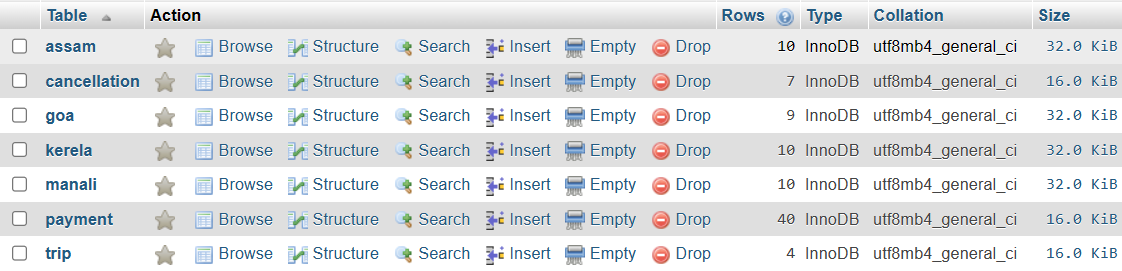 Table Action Rows Type Collation Size
assam Browse Structure Search Insert Empty Drop 10 InnoDB utf8mb4_general_ci 32.0 KiB
cancellation Browse Structure Search Insert Empty Drop 7 InnoDB utf8mb4_general_ci 16.0 KiB
goa Browse Structure Search Insert Empty Drop 9 InnoDB utf8mb4_general_ci 32.0 KiB
kerela Browse Structure Search Insert Empty Drop 10 InnoDB utf8mb4_general_ci 32.0 KiB
manali Browse Structure Search Insert Empty Drop 10 InnoDB utf8mb4_general_ci 32.0 KiB
payment Browse Structure Search Insert Empty Drop 40 InnoDB utf8mb4_general_ci 16.0 KiB
trip Browse Structure Search Insert Empty Drop 4 InnoDB utf8mb4_general_ci 16.0 KiB